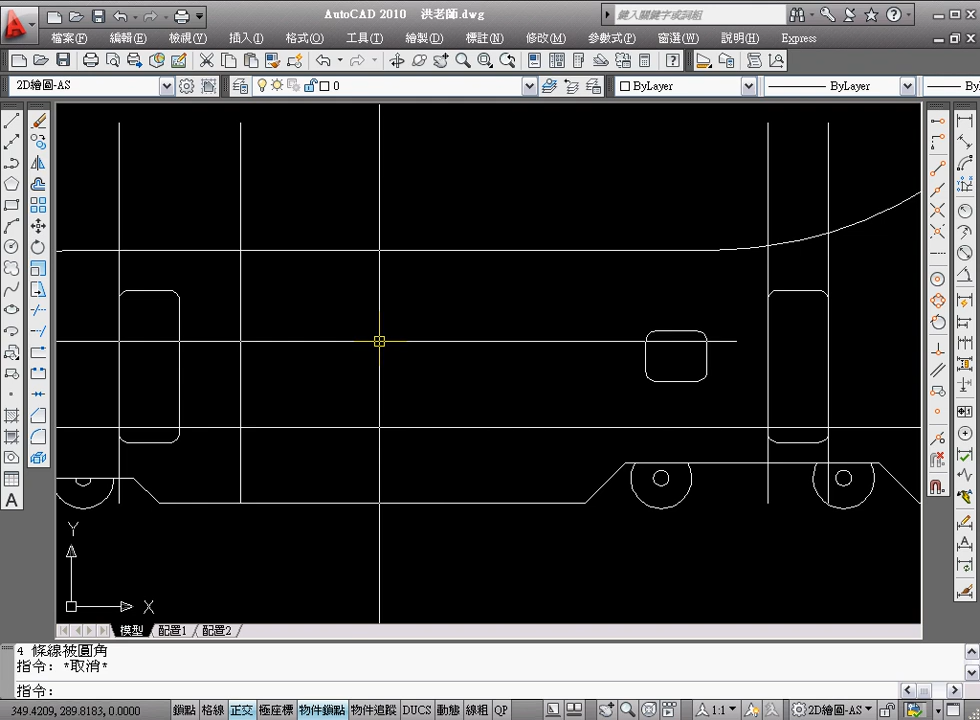 AutoCAD 2010 洪老師.dwg
鍵入關鍵字或詞組
檔案(F) 編輯(E) 檢視(V) 插入(I) 格式(O) 工具(T) 繪製(D) 標註(N) 修改(M) 參數式(P) 窗選(W) 說明(H) Express
2D繪圖-AS
0
ByLayer
ByLayer
By
A
Y
X
模型 配置1 配置2
4 條線被圓角
指令: *取消*
指令:
349.4209, 289.8183, 0.0000 鎖點 格線 正交 極座標 物件鎖點 物件追蹤 DUCS 動態 線粗 QP 1:1 2D繪圖-AS